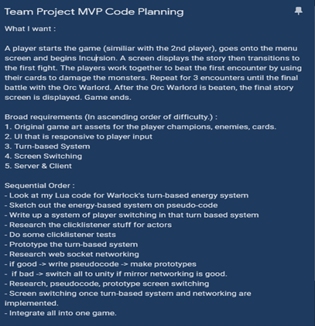 Team Project MVP Code Planning
What I want :
A player starts the game (similiar with the 2nd player), goes onto the menu
screen and begins Incursion. A screen displays the story then transitions to
the first fight. The players work together to beat the first encounter by using
their cards to damage the monsters. Repeat for 3 encounters until the final
battle with the Orc Warlord. After the Orc Warlord is beaten, the final story
screen is displayed. Game ends.
Broad requirements (In ascending order of difficulty.) :
1. Original game art assets for the player champions, enemies, cards.
2. UI that is responsive to player input
3. Turn-based System
4. Screen Switching
5. Server & Client
Sequential Order :
- Look at my Lua code for Warlock's turn-based energy system
- Sketch out the energy-based system on pseudo-code
- Write up a system of player switching in that turn based system
- Research the clicklistener stuff for actors
- Do some clicklistener tests
- Prototype the turn-based system
- Research web socket networking
- if good -> write pseudocode -> make prototypes
- if bad -> switch all to unity if mirror networking is good.
- Research, pseudocode, prototype screen switching
- Screen switching once turn-based system and networking are
implemented.
- Integrate all into one game.